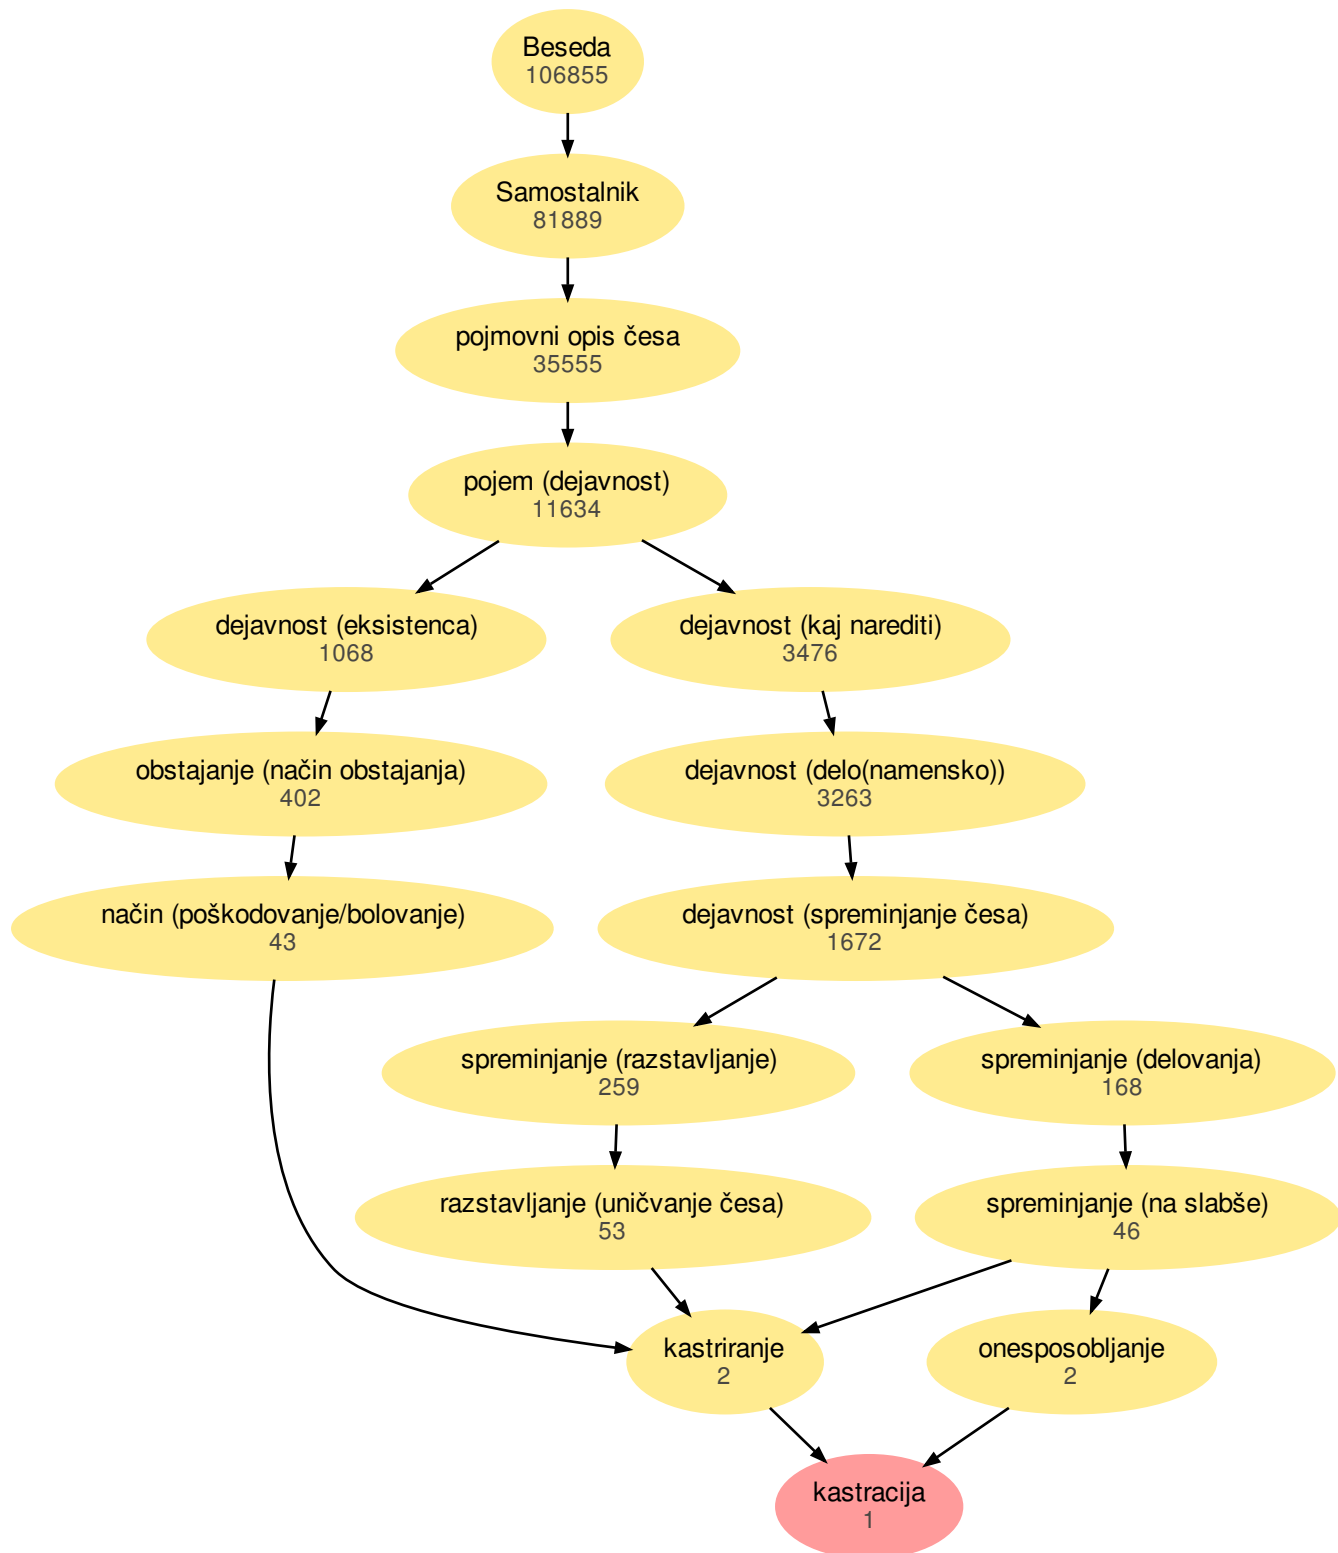 Beseda
106855
Samostalnik
81889
pojmovni opis česa
35555
pojem (dejavnost)
11634
dejavnost (eksistenca)
1068
dejavnost (kaj narediti)
3476
obstajanje (način obstajanja)
402
dejavnost (delo(namensko))
3263
način (poškodovanje/bolovanje)
43
dejavnost (spreminjanje česa)
1672
spreminjanje (razstavljanje)
259
spreminjanje (delovanja)
168
razstavljanje (uničvanje česa)
53
spreminjanje (na slabše)
46
kastriranje
2
onesposobljanje
2
kastracija
1